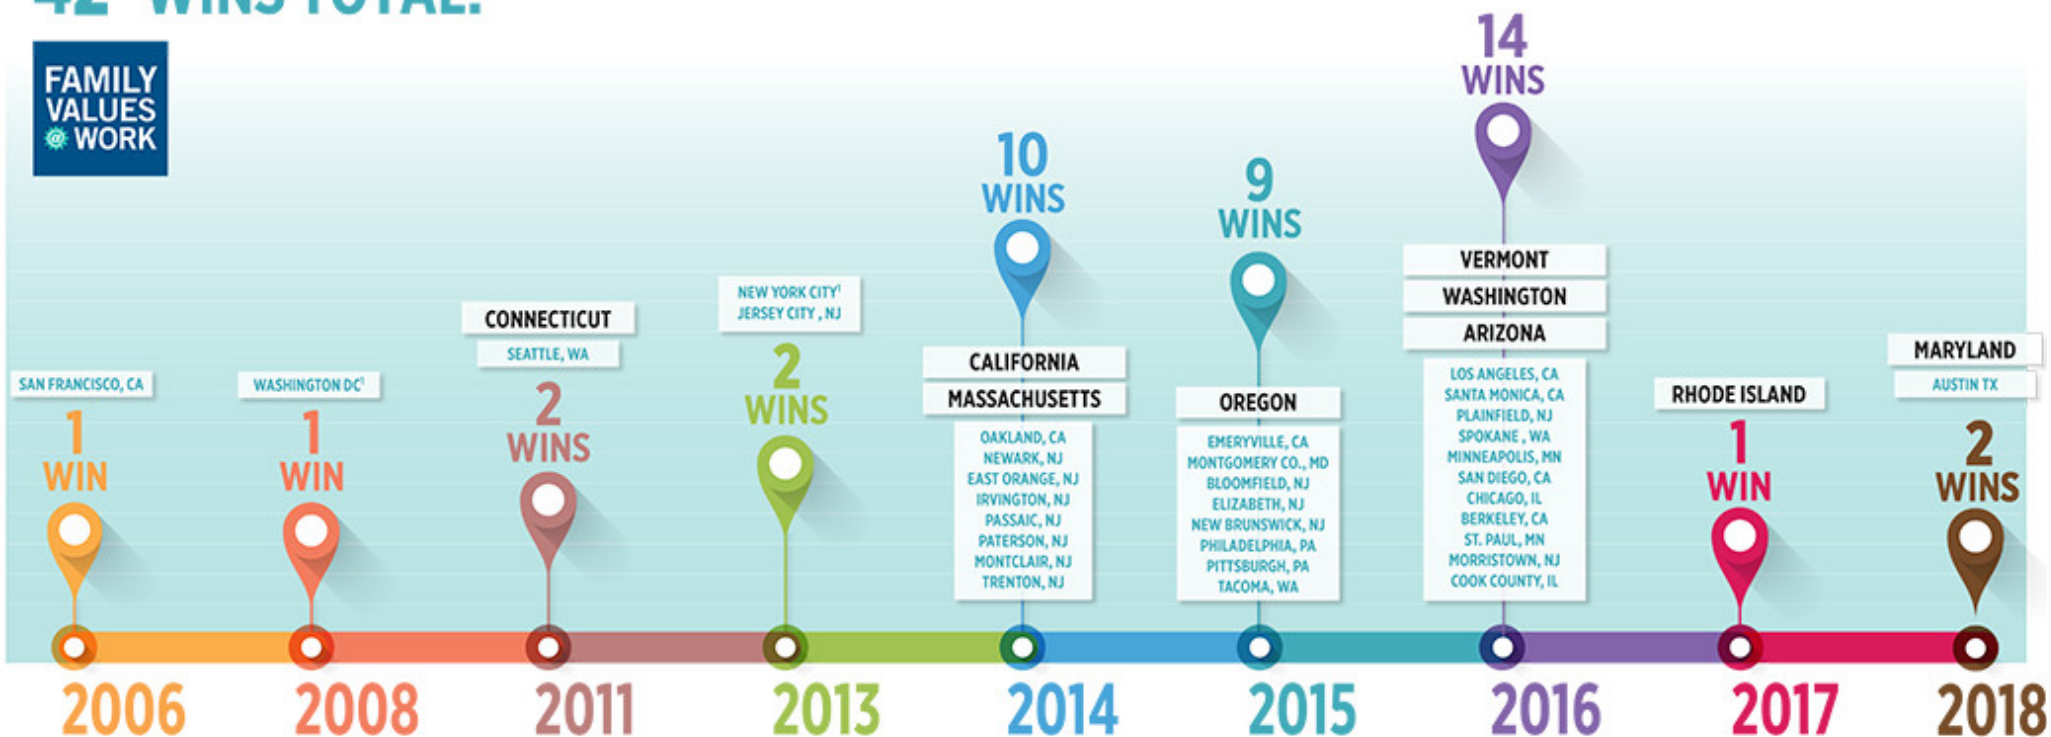 42 WINS TOTAL.
FAMILY
VALUES
@ WORK
SAN FRANCISCO, CA
1
WIN
2006
WASHINGTON DC¹
1
WIN
2008
CONNECTICUT
SEATTLE, WA
2
WINS
2011
NEW YORK CITY¹
JERSEY CITY , NJ
2
WINS
2013
10
WINS
CALIFORNIA
MASSACHUSETTS
OAKLAND, CA
NEWARK, NJ
EAST ORANGE, NJ
IRVINGTON, NJ
PASSAIC, NJ
PATERSON, NJ
MONTCLAIR, NJ
TRENTON, NJ
2014
9
WINS
OREGON
EMERYVILLE, CA
MONTGOMERY CO., MD
BLOOMFIELD, NJ
ELIZABETH, NJ
NEW BRUNSWICK, NJ
PHILADELPHIA, PA
PITTSBURGH, PA
TACOMA, WA
2015
14
WINS
VERMONT
WASHINGTON
ARIZONA
LOS ANGELES, CA
SANTA MONICA, CA
PLAINFIELD, NJ
SPOKANE , WA
MINNEAPOLIS, MN
SAN DIEGO, CA
CHICAGO, IL
BERKELEY, CA
ST. PAUL, MN
MORRISTOWN, NJ
COOK COUNTY, IL
2016
RHODE ISLAND
1
WIN
2017
MARYLAND
AUSTIN TX
2
WINS
2018